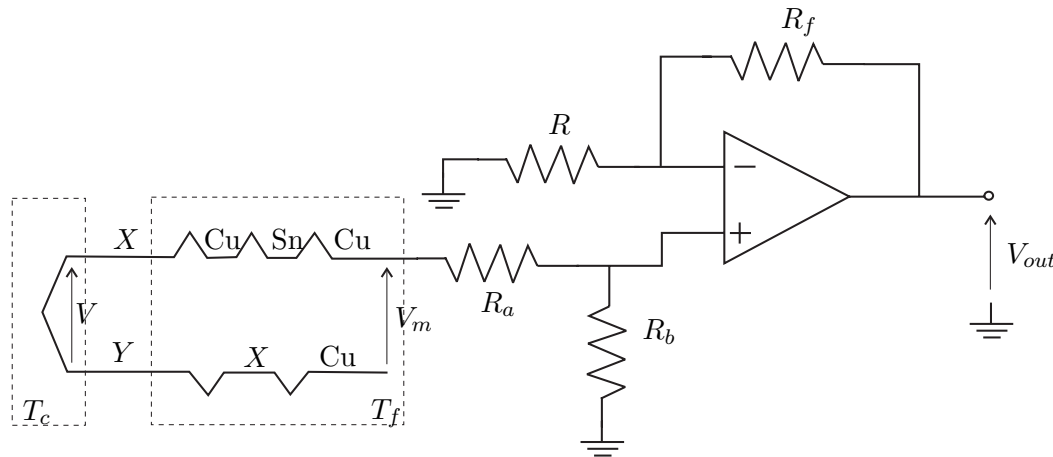 R_f
R
− 
+
X Cu Sn Cu
V_out
V V_m R_a R_b
Y X Cu
T_c T_f